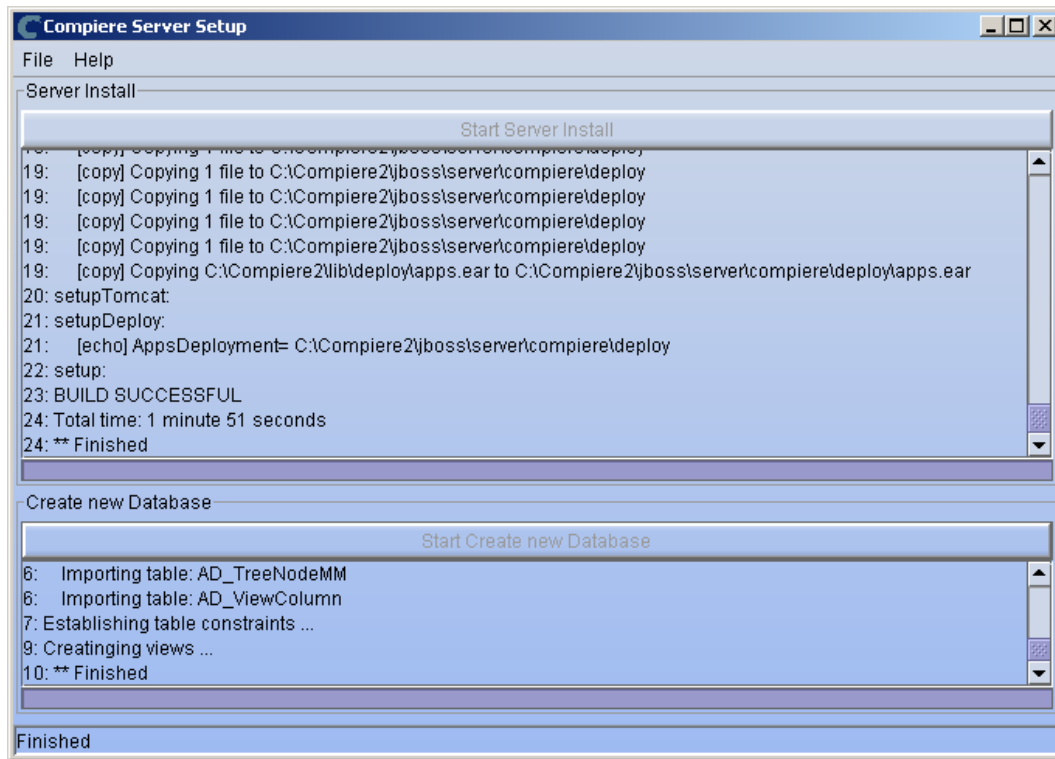 Compiere Server Setup
File Help
Server Install
Start Server Install
19: [copy] Copying 1 file to C:\Compiere2\jboss\server\compiere\deploy
19: [copy] Copying 1 file to C:\Compiere2\jboss\server\compiere\deploy
19: [copy] Copying 1 file to C:\Compiere2\jboss\server\compiere\deploy
19: [copy] Copying 1 file to C:\Compiere2\jboss\server\compiere\deploy
19: [copy] Copying C:\Compiere2\lib\deploy\apps.ear to C:\Compiere2\jboss\server\compiere\deploy\apps.ear
20: setupTomcat:
21: setupDeploy:
21: [echo] AppsDeployment= C:\Compiere2\jboss\server\compiere\deploy
22: setup:
23: BUILD SUCCESSFUL
24: Total time: 1 minute 51 seconds
24: ** Finished
Create new Database
Start Create new Database
6: Importing table: AD_TreeNodeMM
6: Importing table: AD_ViewColumn
7: Establishing table constraints ...
9: Creatinging views ...
10: ** Finished
Finished